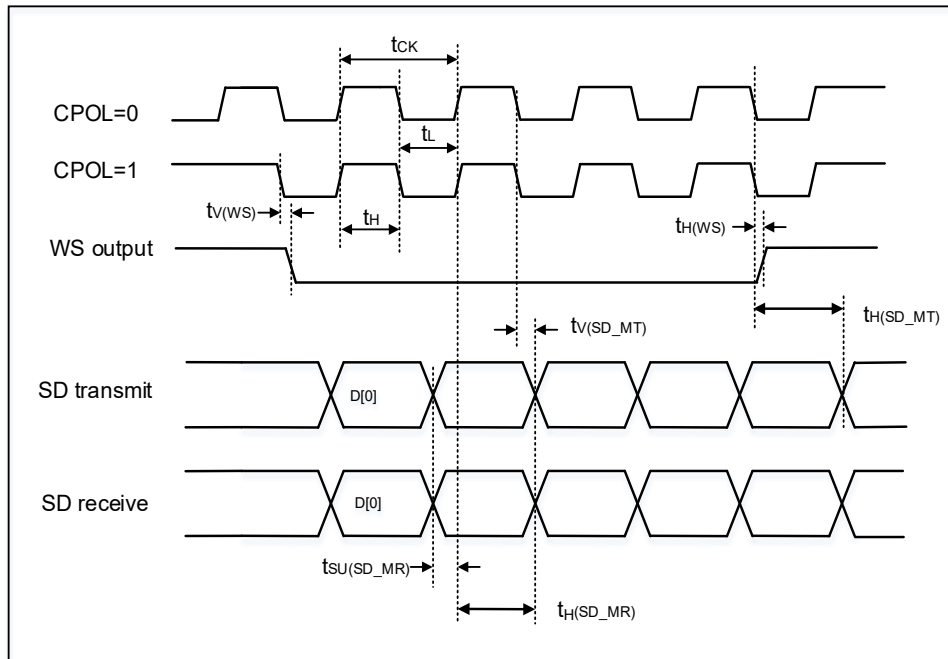 tCK
CPOL=0
tL
CPOL=1
tV(WS)
tH
tH(WS)
WS output
tH(SD_MT)
tV(SD_MT)
SD transmit
D[0]
SD receive
D[0]
tSU(SD_MR)
tH(SD_MR)